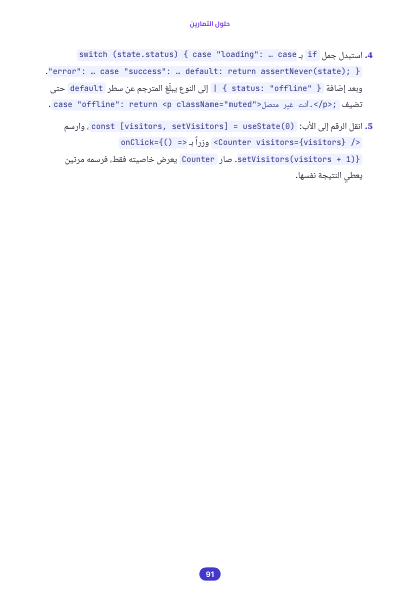 حلول التمارين
4. استبدل جمل if بـ switch (state.status) { case "loading": … case
"error": … case "success": … default: return assertNever(state); }.
وبعد إضافة | { status: "offline" } إلى النوع يبلّغ المترجم عن سطر default حتى
تضيف case "offline": return <p className="muted">أنت غير متصل.</p>;.
5. انقل الرقم إلى الأب: const [visitors, setVisitors] = useState(0)، وارسم
<Counter visitors={visitors} /> وزراً بـ onClick={() =>
setVisitors(visitors + 1)}. صار Counter يعرض خاصيته فقط، فرسمه مرتين
يعطي النتيجة نفسها.
91